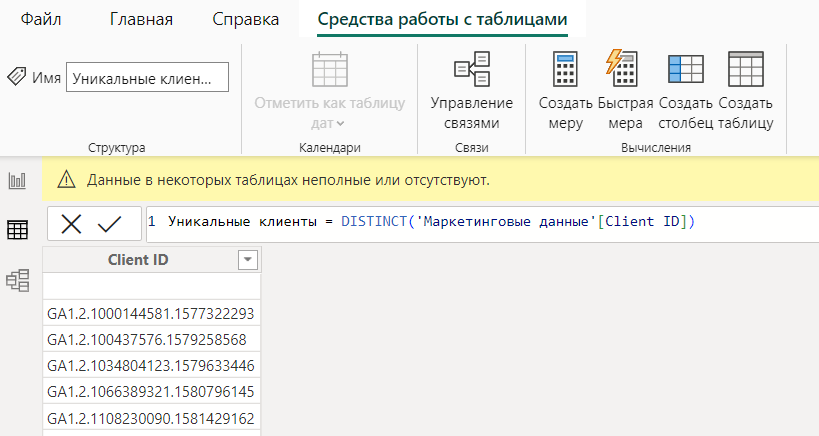 Файл Главная Справка Средства работы с таблицами
Имя Уникальные клиен...
Отметить как таблицу дат
Управление связями
Создать меру
Быстрая мера
Создать столбец
Создать таблицу
Структура Календари Связи Вычисления
Данные в некоторых таблицах неполные или отсутствуют.
1 Уникальные клиенты = DISTINCT('Маркетинговые данные'[Client ID])
Client ID
GA1.2.1000144581.1577322293
GA1.2.100437576.1579258568
GA1.2.1034804123.1579633446
GA1.2.1066389321.1580796145
GA1.2.1108230090.1581429162